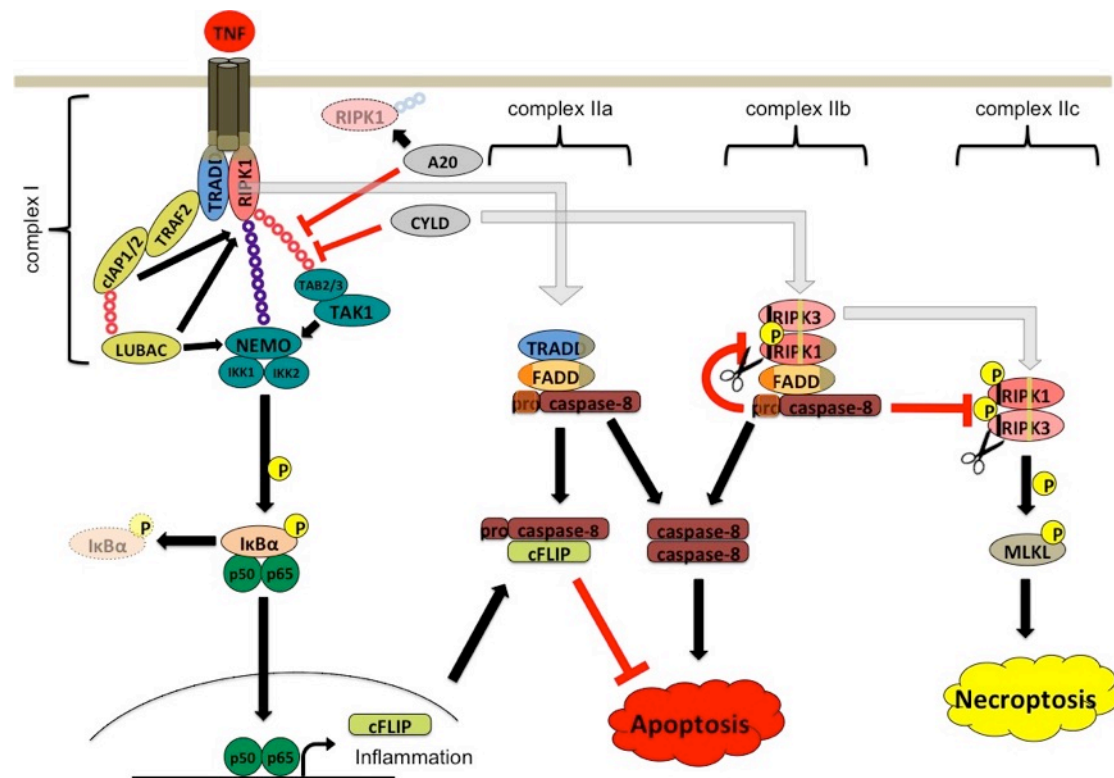 TNF
complex I
complex IIa
complex IIb
complex IIc
RIPK1
A20
CYLD
TRADD
RIPK1
TRAF2
cIAP1/2
LUBAC
TAB2/3
TAK1
NEMO
IKK1
IKK2
TRADD
FADD
pro caspase-8
RIPK3
P
RIPK1
FADD
pro caspase-8
P
RIPK1
P
RIPK3
P
P
IκBα
P
IκBα
P
p50 p65
pro caspase-8
cFLIP
caspase-8
caspase-8
P
MLKL
cFLIP
Inflammation
p50 p65
Apoptosis
Necroptosis